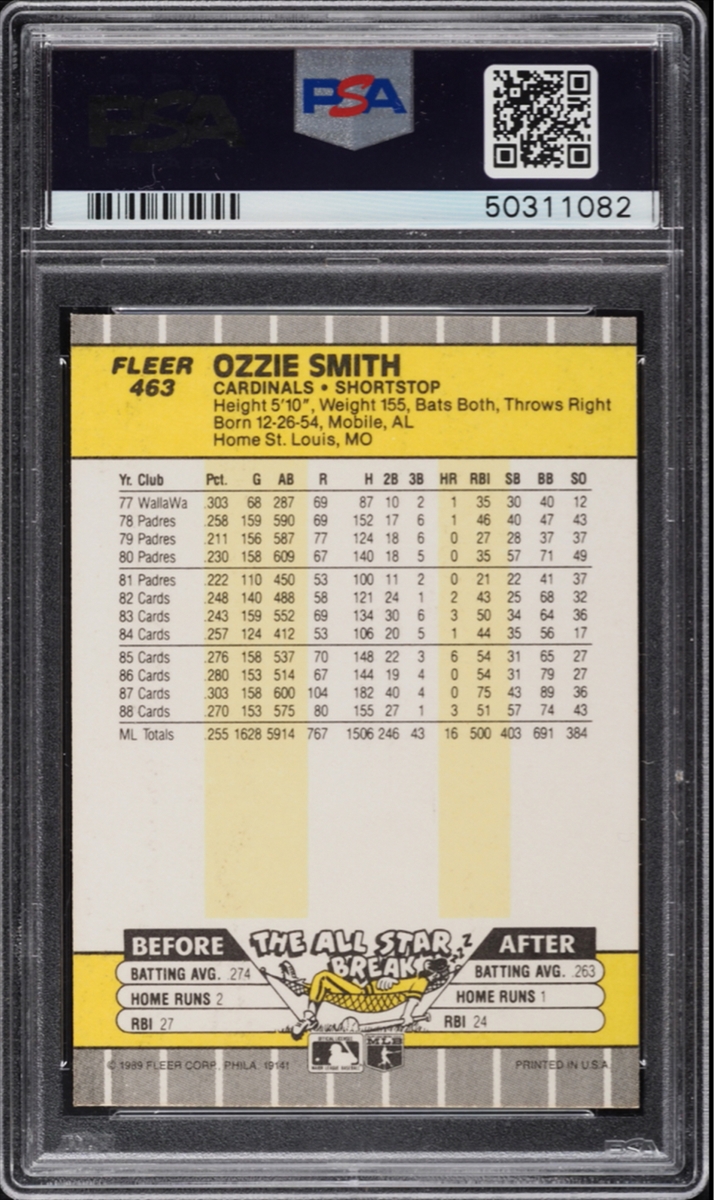 PSA
PSA
50311082
FLEER
463
OZZIE SMITH
CARDINALS • SHORTSTOP
Height 5'10", Weight 155, Bats Both, Throws Right
Born 12-26-54, Mobile, AL
Home St. Louis, MO
Yr. Club Pct. G AB R H 2B 3B HR RBI SB BB SO
77 WallaWa .303 68 287 69 87 10 2 1 35 30 40 12
78 Padres .258 159 590 69 152 17 6 1 46 40 47 43
79 Padres .211 156 587 77 124 18 6 0 27 28 37 37
80 Padres .230 158 609 67 140 18 5 0 35 57 71 49
81 Padres .222 110 450 53 100 11 2 0 21 22 41 37
82 Cards .248 140 488 58 121 24 1 2 43 25 68 32
83 Cards .243 159 552 69 134 30 6 3 50 34 64 36
84 Cards .257 124 412 53 106 20 5 1 44 35 56 17
85 Cards .276 158 537 70 148 22 3 6 54 31 65 27
86 Cards .280 153 514 67 144 19 4 0 54 31 79 27
87 Cards .303 158 600 104 182 40 4 0 75 43 89 36
88 Cards .270 153 575 80 155 27 1 3 51 57 74 43
ML Totals .255 1628 5914 767 1506 246 43 16 500 403 691 384
BEFORE THE ALL STAR BREAK ZZZ AFTER
BATTING AVG. .274 BATTING AVG. .263
HOME RUNS 2 HOME RUNS 1
RBI 27 RBI 24
MLB
© 1989 FLEER CORP., PHILA. 19141 PRINTED IN U.S.A.
PSA